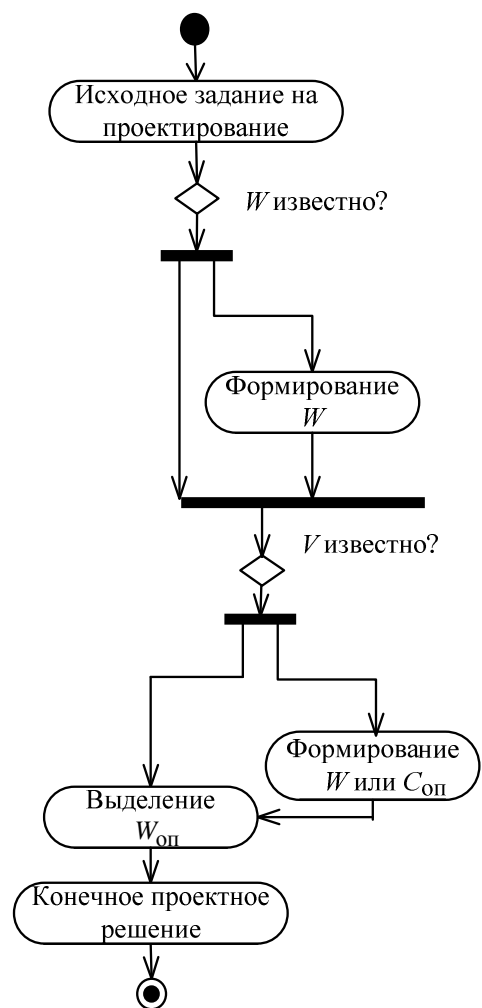 Исходное задание на
проектирование
W известно?
Формирование
W
V известно?
Формирование
W или Cоп
Выделение
Wоп
Конечное проектное
решение